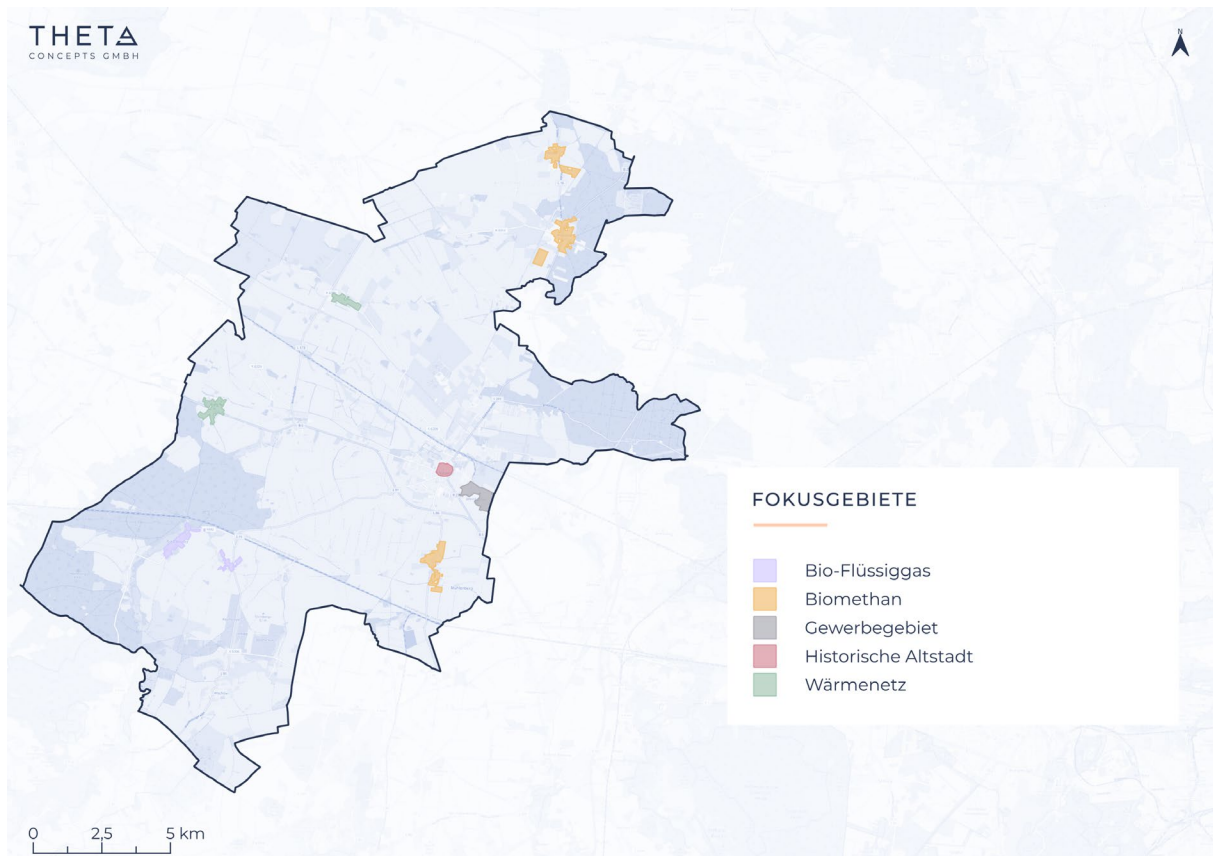 THETA
CONCEPTS GMBH
N
FOKUSGEBIETE
Bio-Flüssiggas
Biomethan
Gewerbegebiet
Historische Altstadt
Wärmenetz
0 2,5 5 km